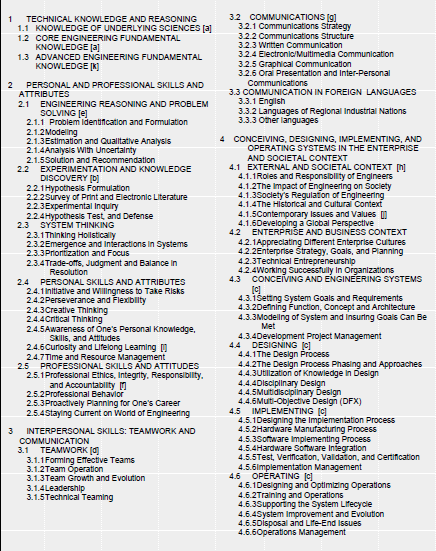 1 TECHNICAL KNOWLEDGE AND REASONING
1.1 KNOWLEDGE OF UNDERLYING SCIENCES [a]
1.2 CORE ENGINEERING FUNDAMENTAL
KNOWLEDGE [a]
1.3 ADVANCED ENGINEERING FUNDAMENTAL
KNOWLEDGE [k]
2 PERSONAL AND PROFESSIONAL SKILLS AND
ATTRIBUTES
2.1 ENGINEERING REASONING AND PROBLEM
SOLVING [e]
2.1.1 Problem Identification and Formulation
2.1.2Modeling
2.1.3Estimation and Qualitative Analysis
2.1.4Analysis With Uncertainty
2.1.5Solution and Recommendation
2.2 EXPERIMENTATION AND KNOWLEDGE
DISCOVERY [b]
2.2.1Hypothesis Formulation
2.2.2Survey of Print and Electronic Literature
2.2.3Experimental Inquiry
2.2.4Hypothesis Test, and Defense
2.3 SYSTEM THINKING
2.3.1Thinking Holistically
2.3.2Emergence and Interactions in Systems
2.3.3Prioritization and Focus
2.3.4Trade-offs, Judgment and Balance in
Resolution
2.4 PERSONAL SKILLS AND ATTRIBUTES
2.4.1Initiative and Willingness to Take Risks
2.4.2Perseverance and Flexibility
2.4.3Creative Thinking
2.4.4Critical Thinking
2.4.5Awareness of One's Personal Knowledge,
Skills, and Attitudes
2.4.6Curiosity and Lifelong Learning [i]
2.4.7Time and Resource Management
2.5 PROFESSIONAL SKILLS AND ATTITUDES
2.5.1Professional Ethics, Integrity, Responsibility,
and Accountability [f]
2.5.2Professional Behavior
2.5.3Proactively Planning for One's Career
2.5.4Staying Current on World of Engineering
3 INTERPERSONAL SKILLS: TEAMWORK AND
COMMUNICATION
3.1 TEAMWORK [d]
3.1.1Forming Effective Teams
3.1.2Team Operation
3.1.3Team Growth and Evolution
3.1.4Leadership
3.1.5Technical Teaming
3.2 COMMUNICATIONS [g]
3.2.1 Communications Strategy
3.2.2 Communications Structure
3.2.3 Written Communication
3.2.4 Electronic/Multimedia Communication
3.2.5 Graphical Communication
3.2.6 Oral Presentation and Inter-Personal
Communications
3.3 COMMUNICATION IN FOREIGN LANGUAGES
3.3.1 English
3.3.2 Languages of Regional Industrial Nations
3.3.3 Other languages
4 CONCEIVING, DESIGNING, IMPLEMENTING, AND
OPERATING SYSTEMS IN THE ENTERPRISE
AND SOCIETAL CONTEXT
4.1 EXTERNAL AND SOCIETAL CONTEXT [h]
4.1.1Roles and Responsibility of Engineers
4.1.2The Impact of Engineering on Society
4.1.3Society's Regulation of Engineering
4.1.4The Historical and Cultural Context
4.1.5Contemporary Issues and Values [j]
4.1.6Developing a Global Perspective
4.2 ENTERPRISE AND BUSINESS CONTEXT
4.2.1Appreciating Different Enterprise Cultures
4.2.2Enterprise Strategy, Goals, and Planning
4.2.3Technical Entrepreneurship
4.2.4Working Successfully in Organizations
4.3 CONCEIVING AND ENGINEERING SYSTEMS
[c]
4.3.1Setting System Goals and Requirements
4.3.2Defining Function, Concept and Architecture
4.3.3Modeling of System and Insuring Goals Can Be
Met
4.3.4Development Project Management
4.4 DESIGNING [c]
4.4.1The Design Process
4.4.2The Design Process Phasing and Approaches
4.4.3Utilization of Knowledge in Design
4.4.4Disciplinary Design
4.4.5Multidisciplinary Design
4.4.6Multi-Objective Design (DFX)
4.5 IMPLEMENTING [c]
4.5.1Designing the Implementation Process
4.5.2Hardware Manufacturing Process
4.5.3Software Implementing Process
4.5.4Hardware Software Integration
4.5.5Test, Verification, Validation, and Certification
4.5.6Implementation Management
4.6 OPERATING [c]
4.6.1Designing and Optimizing Operations
4.6.2Training and Operations
4.6.3Supporting the System Lifecycle
4.6.4System Improvement and Evolution
4.6.5Disposal and Life-End Issues
4.6.6Operations Management